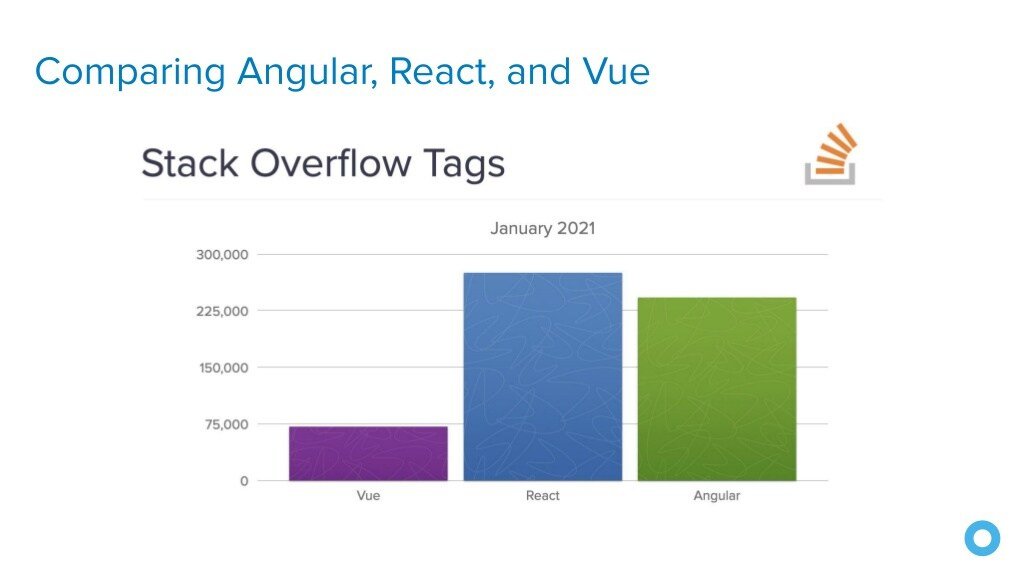 Comparing Angular, React, and Vue
Stack Overflow Tags
January 2021
300,000
225,000
150,000
75,000
0
Vue React Angular